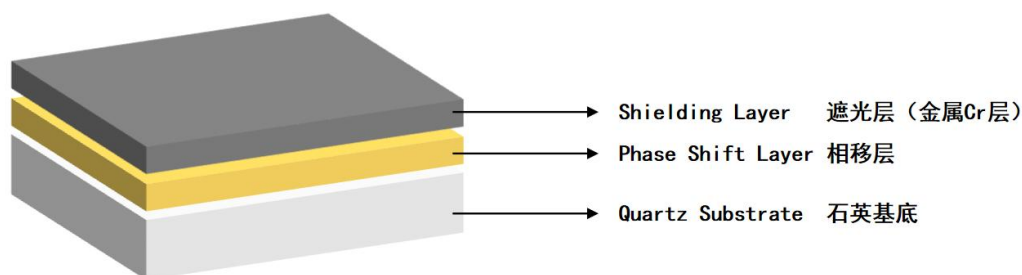 Shielding Layer 遮光层（金属Cr层）
Phase Shift Layer 相移层
Quartz Substrate 石英基底